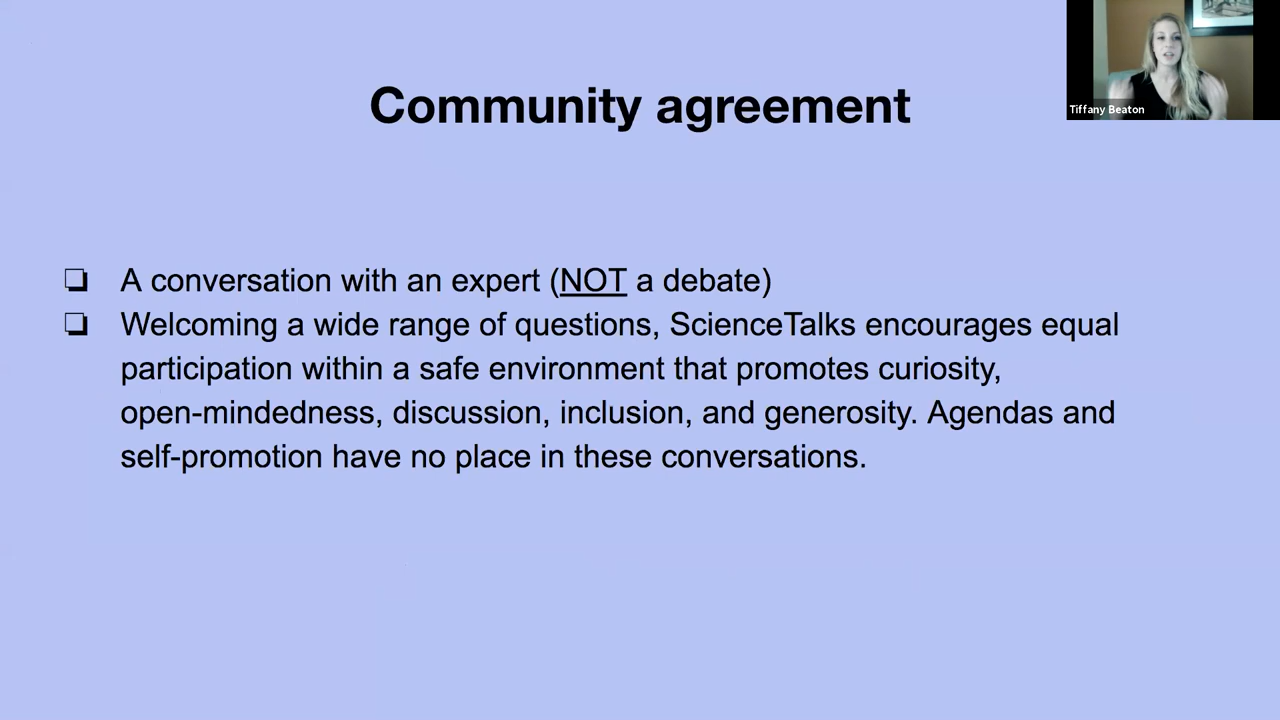 Community agreement
Tiffany Beaton
❏ A conversation with an expert (NOT a debate)
❏ Welcoming a wide range of questions, ScienceTalks encourages equal
participation within a safe environment that promotes curiosity,
open-mindedness, discussion, inclusion, and generosity. Agendas and
self-promotion have no place in these conversations.